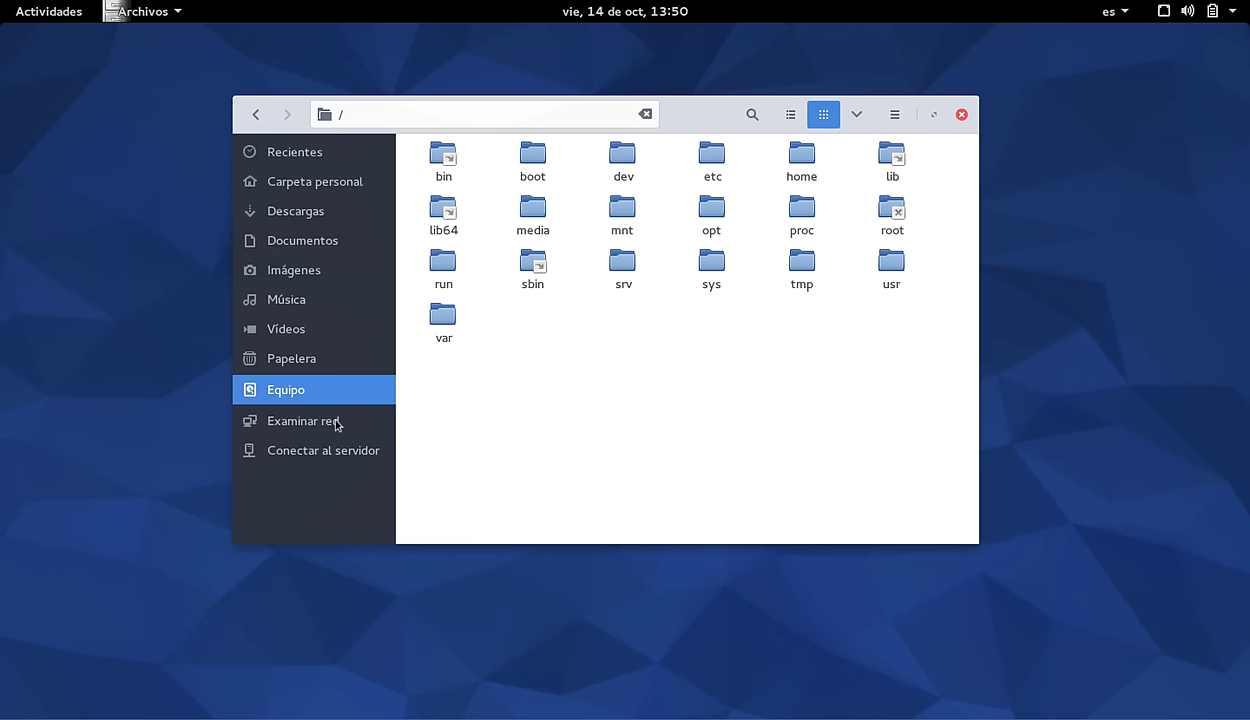 Actividades Archivos vie, 14 de oct, 13:50 es
/
Recientes
Carpeta personal
Descargas
Documentos
Imágenes
Música
Vídeos
Papelera
Equipo
Examinar red
Conectar al servidor
bin boot dev etc home lib
lib64 media mnt opt proc root
run sbin srv sys tmp usr
var